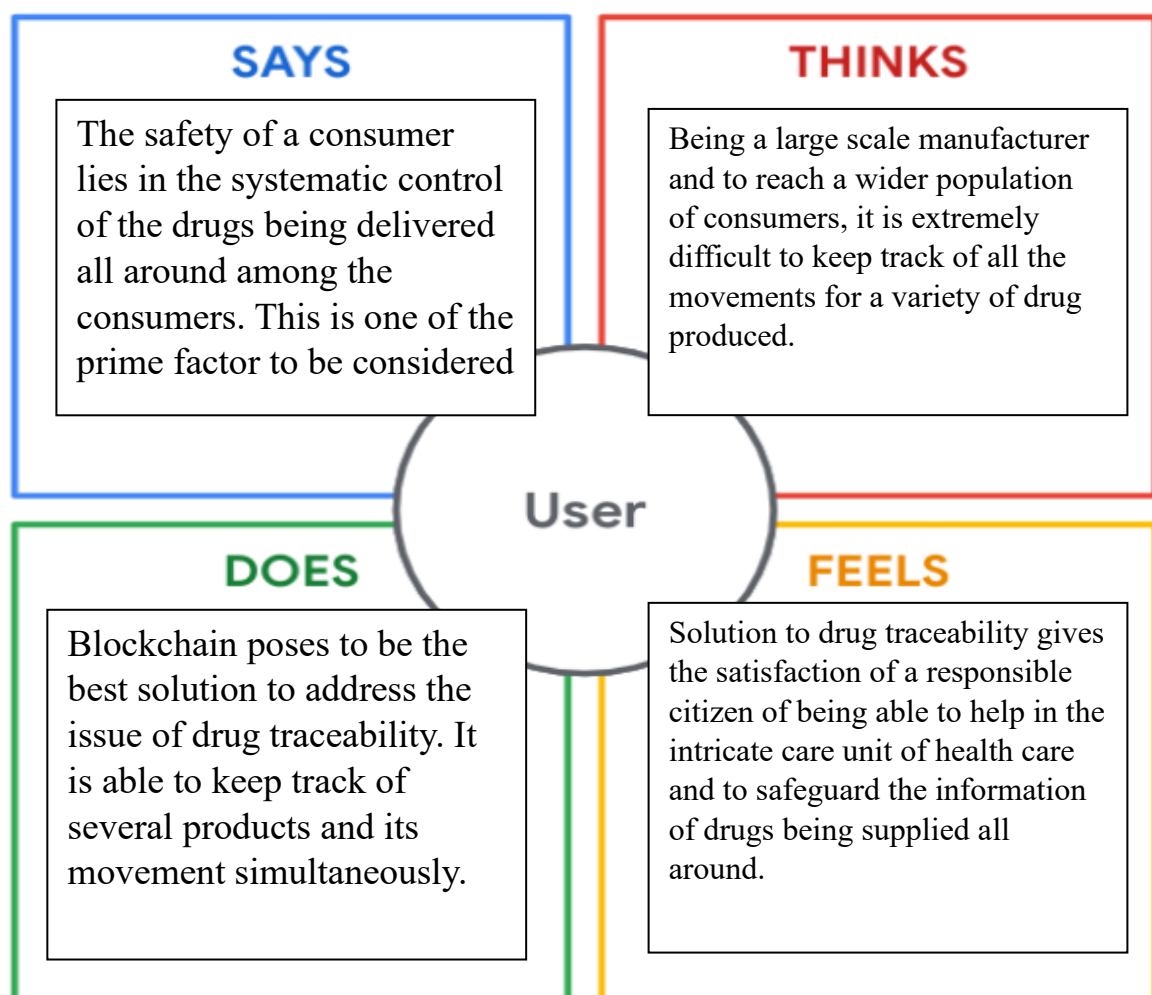 SAYS
The safety of a consumer
lies in the systematic control
of the drugs being delivered
all around among the
consumers. This is one of the
prime factor to be considered
THINKS
Being a large scale manufacturer
and to reach a wider population
of consumers, it is extremely
difficult to keep track of all the
movements for a variety of drug
produced.
User
DOES
Blockchain poses to be the
best solution to address the
issue of drug traceability. It
is able to keep track of
several products and its
movement simultaneously.
FEELS
Solution to drug traceability gives
the satisfaction of a responsible
citizen of being able to help in the
intricate care unit of health care
and to safeguard the information
of drugs being supplied all
around.